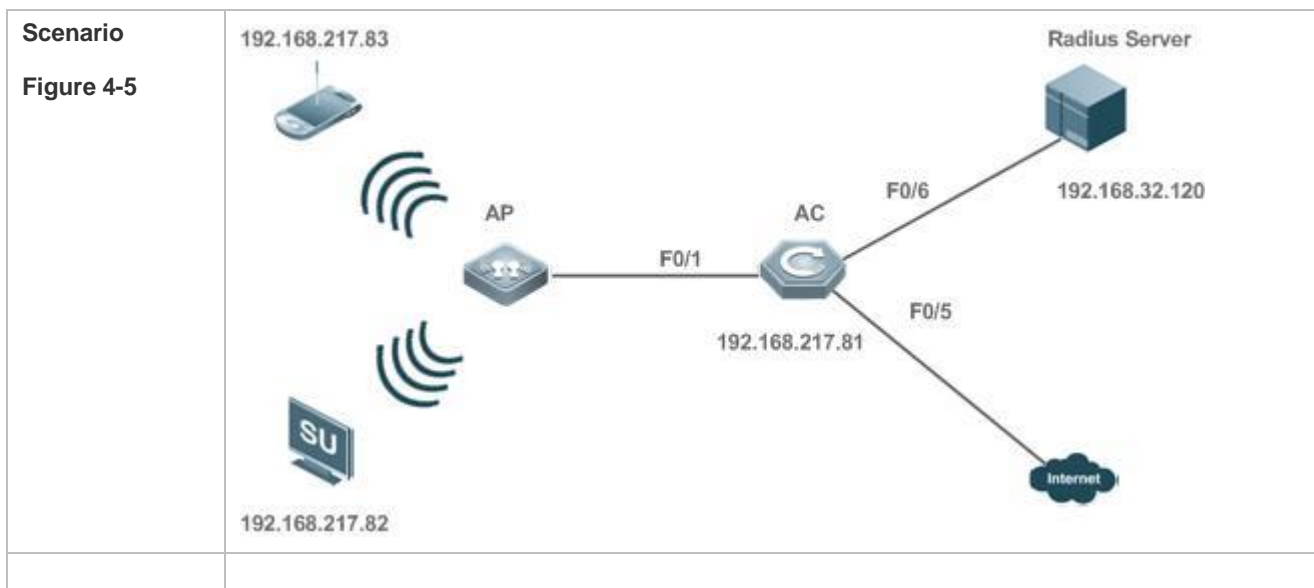 Scenario
Figure 4-5
192.168.217.83
Radius Server
F0/6
192.168.32.120
AP
AC
F0/1
F0/5
192.168.217.81
SU
Internet
192.168.217.82